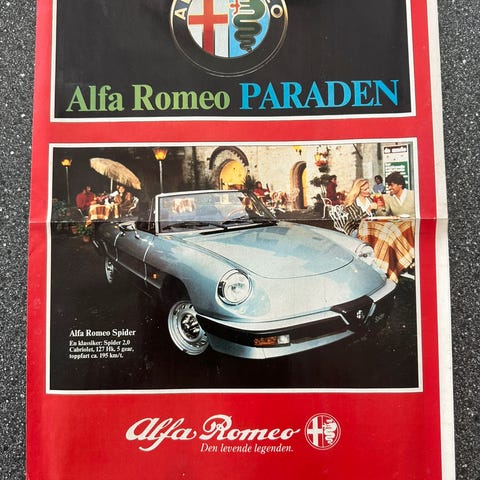 Alfa Romeo PARADEN
Alfa Romeo Spider
En klassiker: Spider 2,0
Cabriolet, 127 Hk, 5 gear,
toppfart ca. 195 km/t.
Alfa Romeo
Den levende legenden.